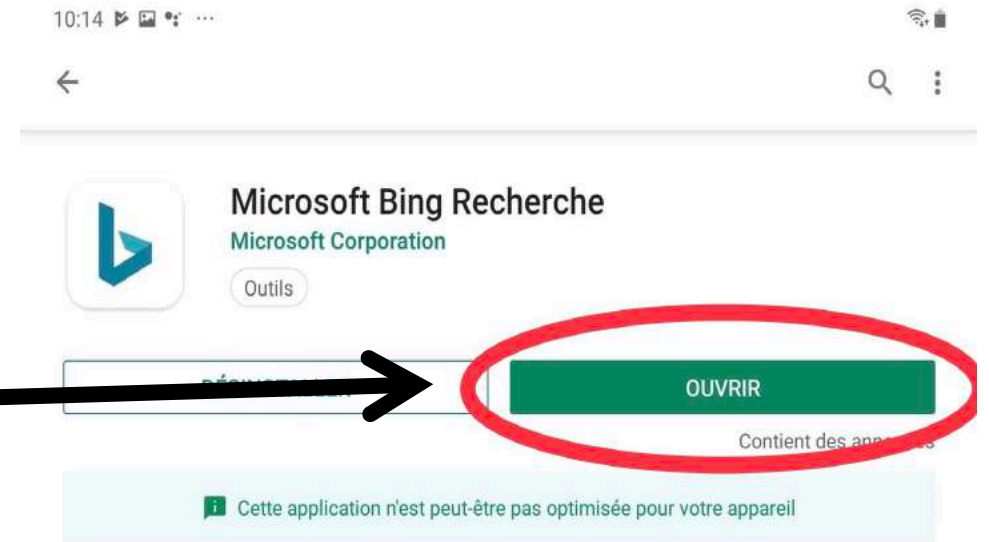 10:14
Microsoft Bing Recherche
Microsoft Corporation
Outils
OUVRIR
Contient des
Cette application n'est peut-être pas optimisée pour votre appareil